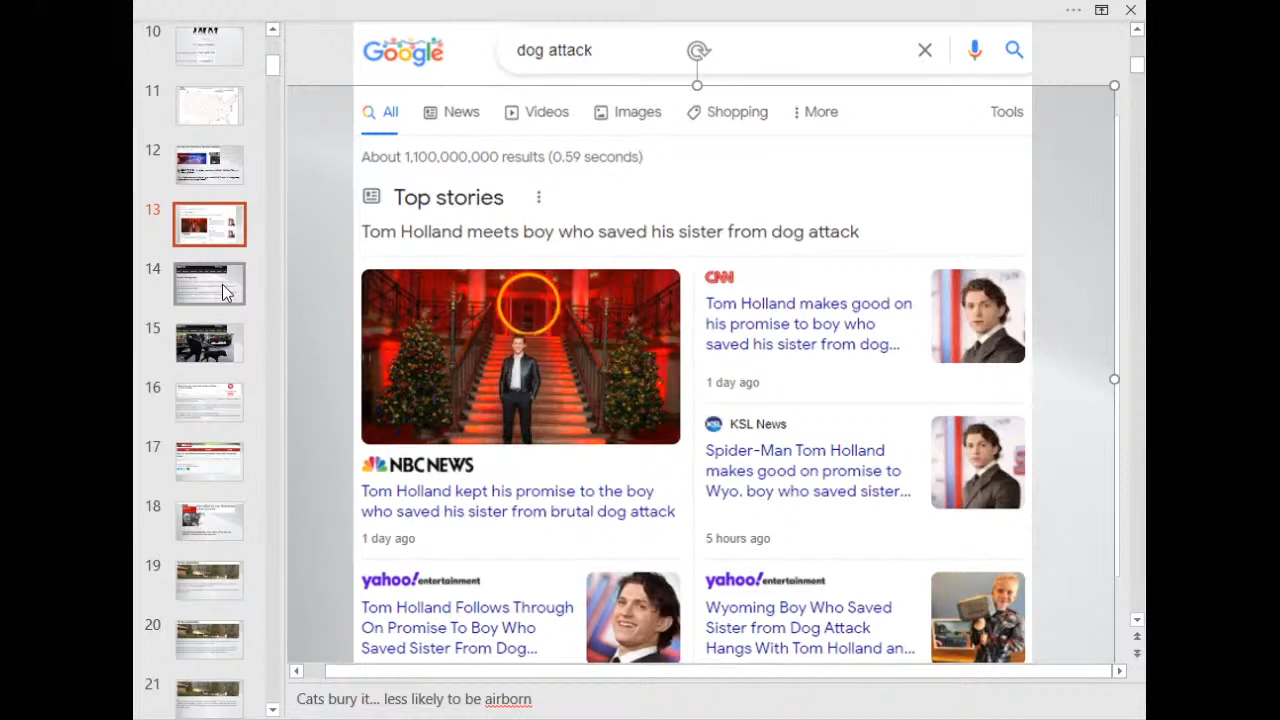 10
11
12
13
14
15
16
17
18
19
20
21
Google
dog attack
All
News
Videos
Images
Shopping
More
Tools
About 1,100,000,000 results (0.59 seconds)
Top stories
Tom Holland meets boy who saved his sister from dog attack
NBC NEWS
Tom Holland kept his promise to the boy
who saved his sister from brutal dog attack
1 day ago
CNN
Tom Holland makes good on
his promise to boy who
saved his sister from dog...
1 day ago
KSL News
Spider-Man Tom Holland
makes good on promise to
Wyo. boy who saved sister...
5 hours ago
yahoo!entertainment
Tom Holland Follows Through
On Promise To Boy Who
Saved Sister From Dog...
yahoo!entertainment
Wyoming Boy Who Saved
Sister from Dog Attack
Hangs With Tom Holland an...
Cats bury it as likely the airborn